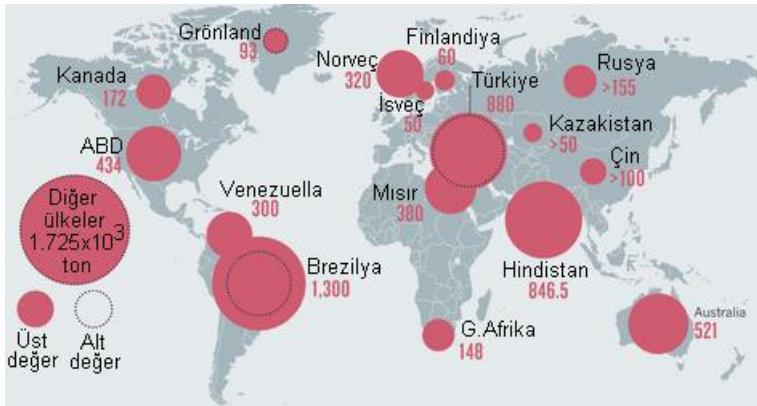 Grönland
93
Finlandiya
60
Norveç
320
Rusya
>155
Kanada
172
Türkiye
880
İsveç
50
Kazakistan
>50
ABD
434
Çin
>100
Venezuella
300
Mısır
380
Diğer
ülkeler
1.725x10³
ton
Brezilya
1,300
Hindistan
846.5
Australia
521
G.Afrika
148
Üst
değer
Alt
değer